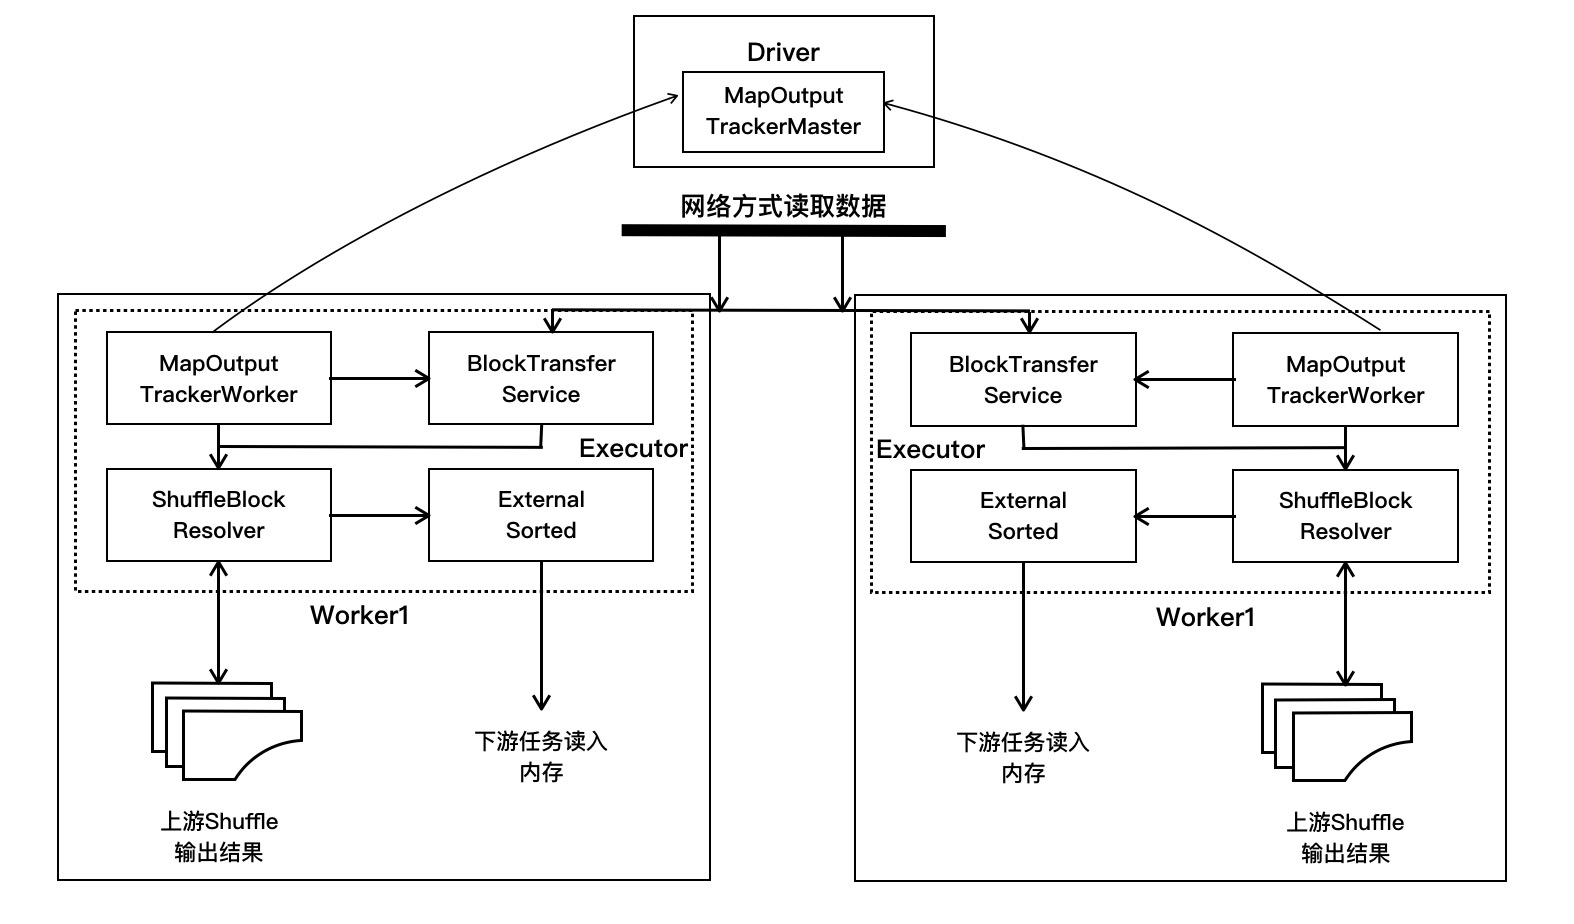 Driver
MapOutput
TrackerMaster
网络方式读取数据
MapOutput
TrackerWorker
BlockTransfer
Service
Executor
ShuffleBlock
Resolver
External
Sorted
Worker1
下游任务读入
内存
上游Shuffle
输出结果
BlockTransfer
Service
MapOutput
TrackerWorker
Executor
External
Sorted
ShuffleBlock
Resolver
Worker1
下游任务读入
内存
上游Shuffle
输出结果